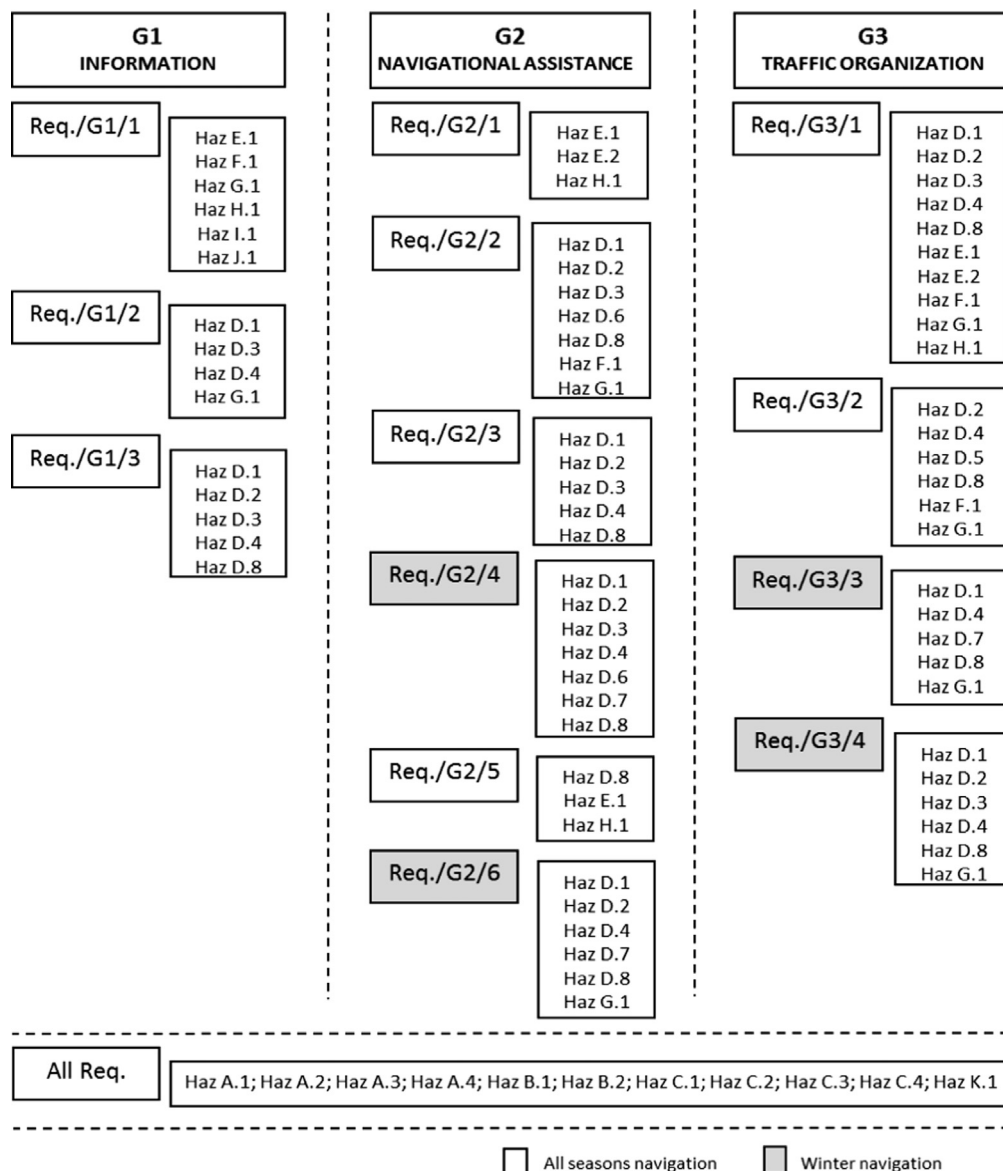 G1
INFORMATION
Req./G1/1
Haz E.1
Haz F.1
Haz G.1
Haz H.1
Haz I.1
Haz J.1
Req./G1/2
Haz D.1
Haz D.3
Haz D.4
Haz G.1
Req./G1/3
Haz D.1
Haz D.2
Haz D.3
Haz D.4
Haz D.8
G2
NAVIGATIONAL ASSISTANCE
Req./G2/1
Haz E.1
Haz E.2
Haz H.1
Req./G2/2
Haz D.1
Haz D.2
Haz D.3
Haz D.6
Haz D.8
Haz F.1
Haz G.1
Req./G2/3
Haz D.1
Haz D.2
Haz D.3
Haz D.4
Haz D.8
Req./G2/4
Haz D.1
Haz D.2
Haz D.3
Haz D.4
Haz D.6
Haz D.7
Haz D.8
Req./G2/5
Haz D.8
Haz E.1
Haz H.1
Req./G2/6
Haz D.1
Haz D.2
Haz D.4
Haz D.7
Haz D.8
Haz G.1
G3
TRAFFIC ORGANIZATION
Req./G3/1
Haz D.1
Haz D.2
Haz D.3
Haz D.4
Haz D.8
Haz E.1
Haz E.2
Haz F.1
Haz G.1
Haz H.1
Req./G3/2
Haz D.2
Haz D.4
Haz D.5
Haz D.8
Haz F.1
Haz G.1
Req./G3/3
Haz D.1
Haz D.4
Haz D.7
Haz D.8
Haz G.1
Req./G3/4
Haz D.1
Haz D.2
Haz D.3
Haz D.4
Haz D.8
Haz G.1
All Req.
Haz A.1; Haz A.2; Haz A.3; Haz A.4; Haz B.1; Haz B.2; Haz C.1; Haz C.2; Haz C.3; Haz C.4; Haz K.1
All seasons navigation
Winter navigation